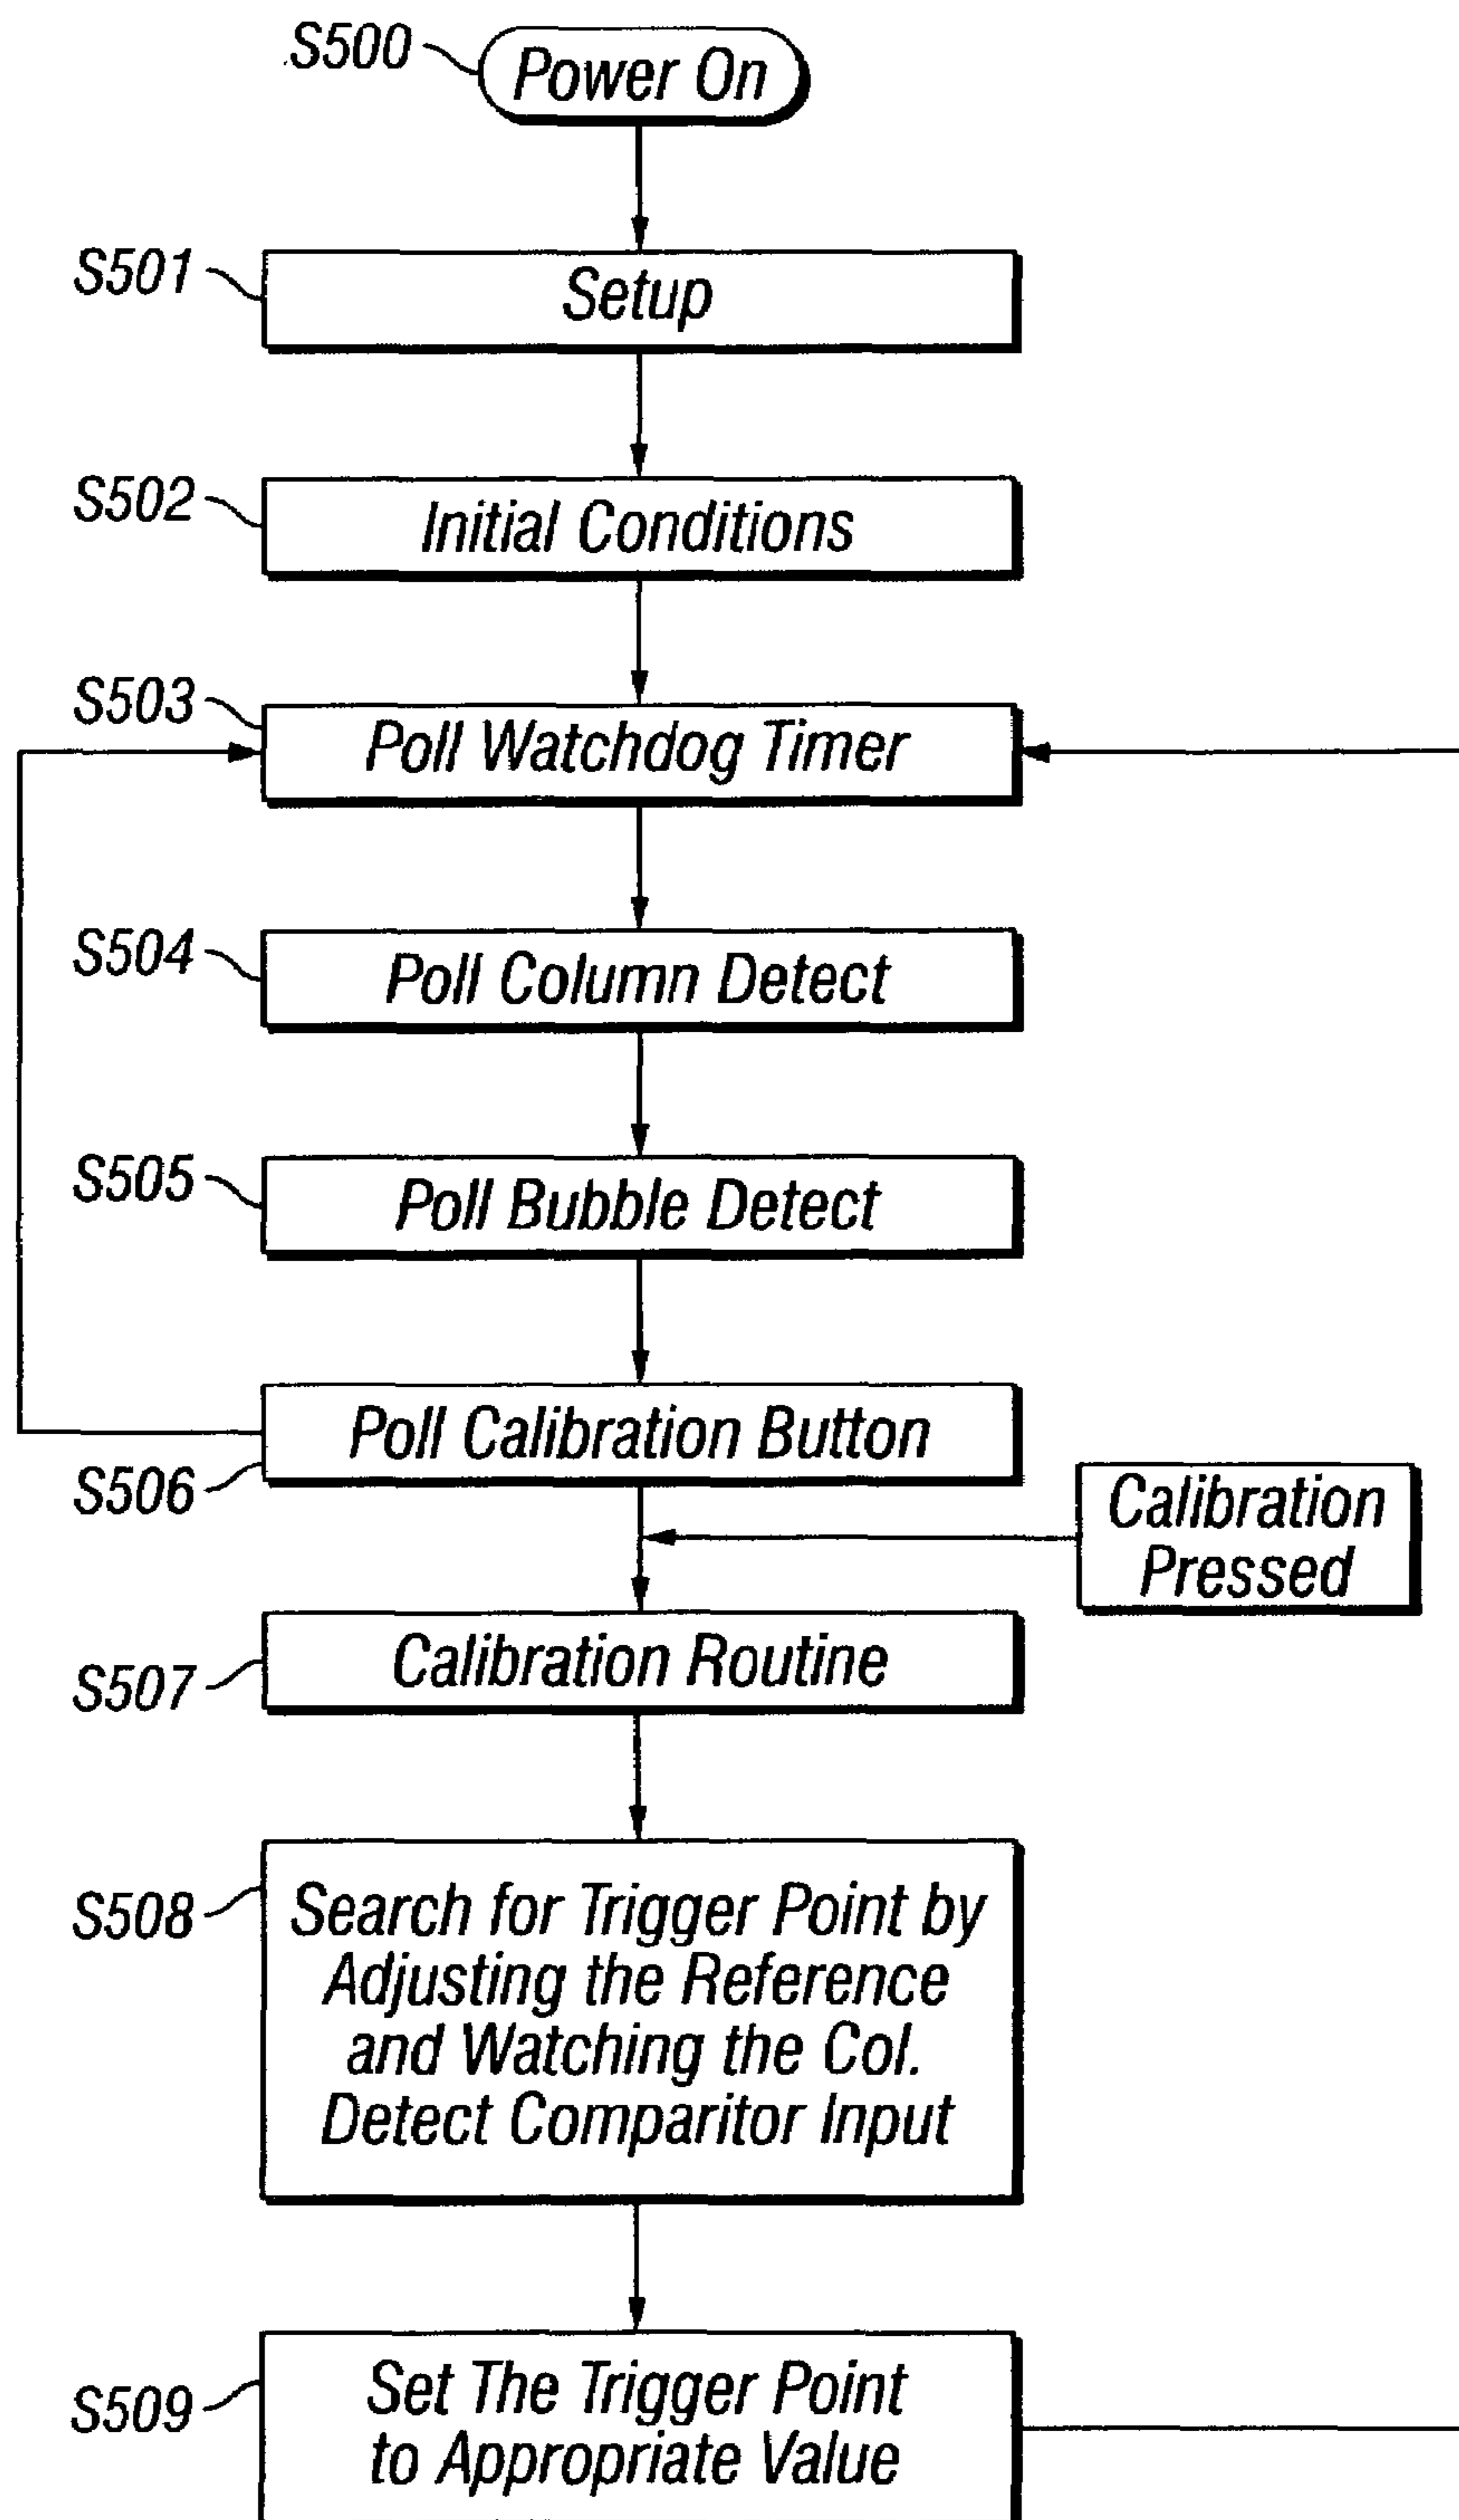 S500
Power On
S501
Setup
S502
Initial Conditions
S503
Poll Watchdog Timer
S504
Poll Column Detect
S505
Poll Bubble Detect
Poll Calibration Button
S506
Calibration
Pressed
Calibration Routine
S507
S508
Search for Trigger Point by
Adjusting the Reference
and Watching the Col.
Detect Comparitor Input
S509
Set The Trigger Point
to Appropriate Value